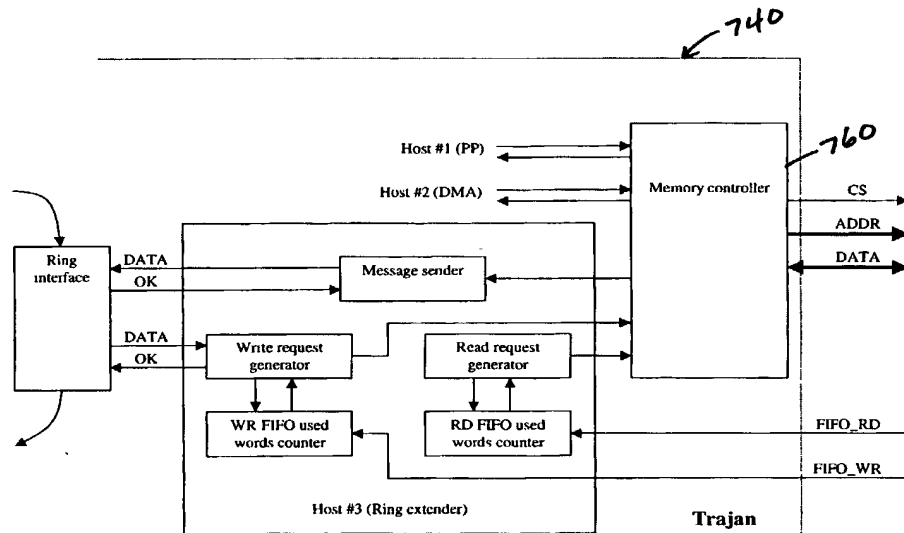 740
760
Host #1 (PP)
Host #2 (DMA)
Memory controller
CS
ADDR
DATA
Ring
interface
DATA
OK
Message sender
DATA
OK
Write request
generator
Read request
generator
WR FIFO used
words counter
RD FIFO used
words counter
FIFO_RD
FIFO_WR
Host #3 (Ring extender)
Trajan